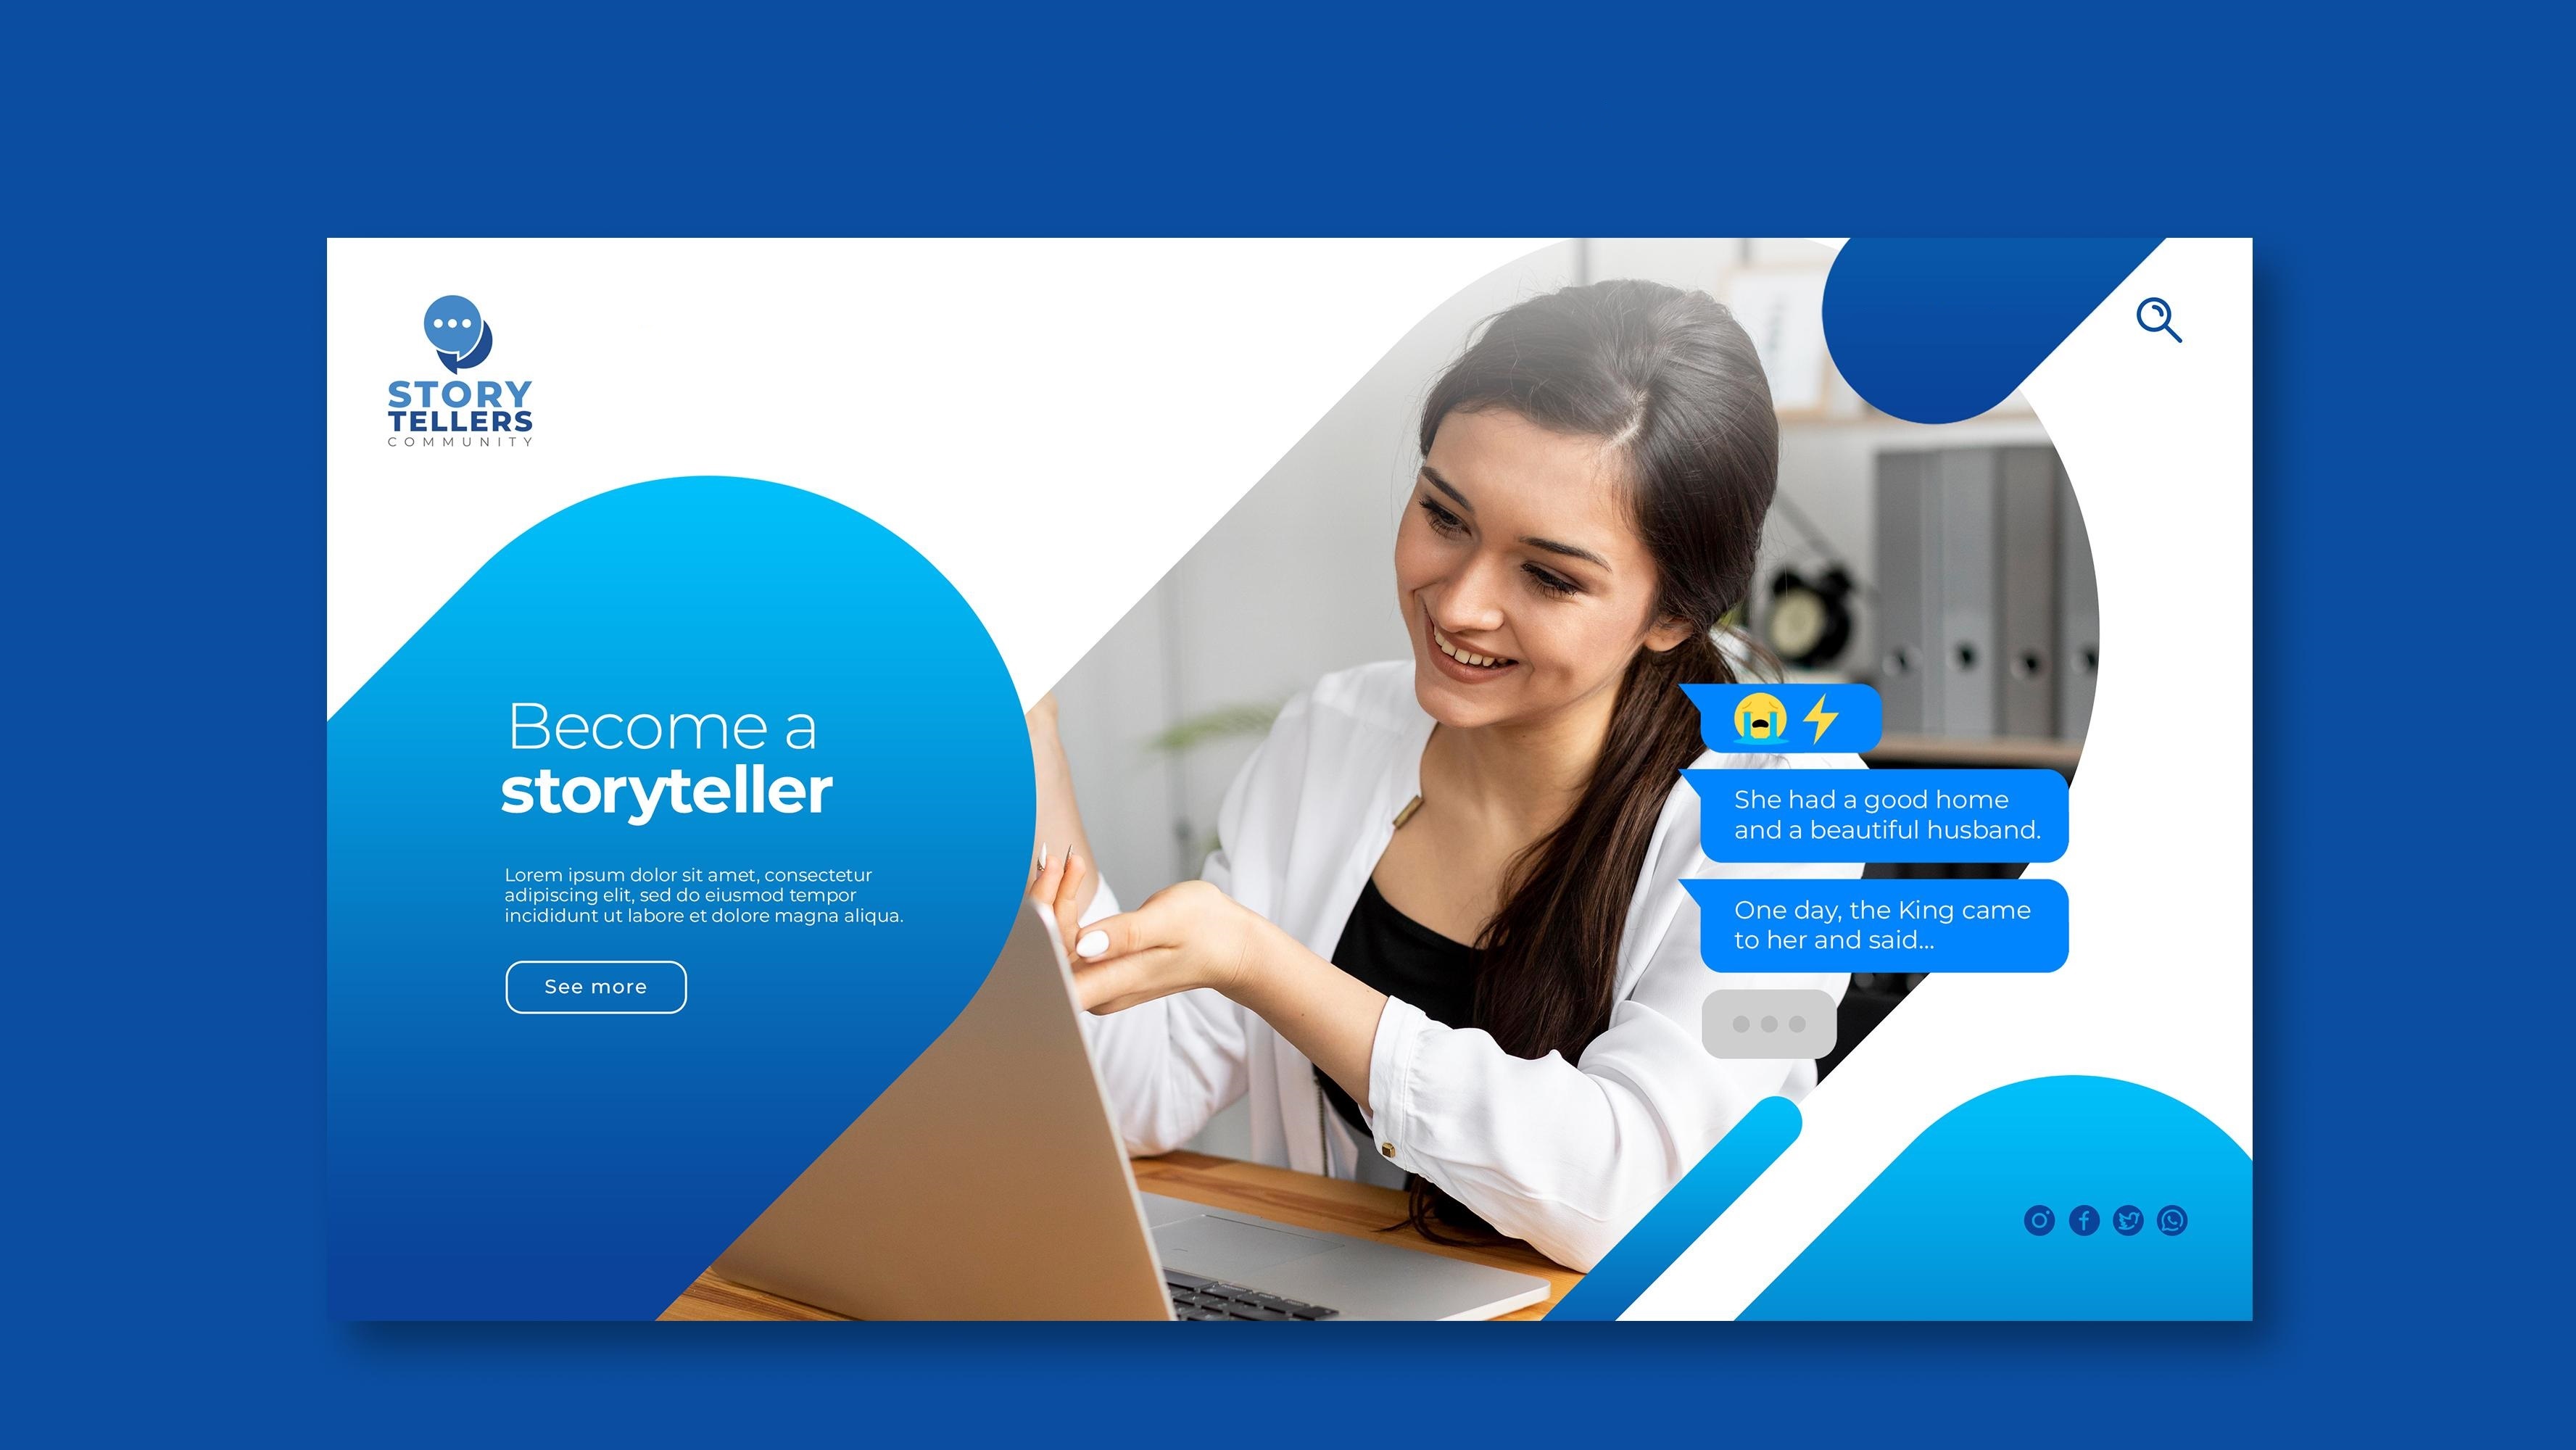 STORY
TELLERS
COMMUNITY
Become a
storyteller
Lorem ipsum dolor sit amet, consectetur
adipiscing elit, sed do eiusmod tempor
incididunt ut labore et dolore magna aliqua.
See more
She had a good home
and a beautiful husband.
One day, the King came
to her and said...